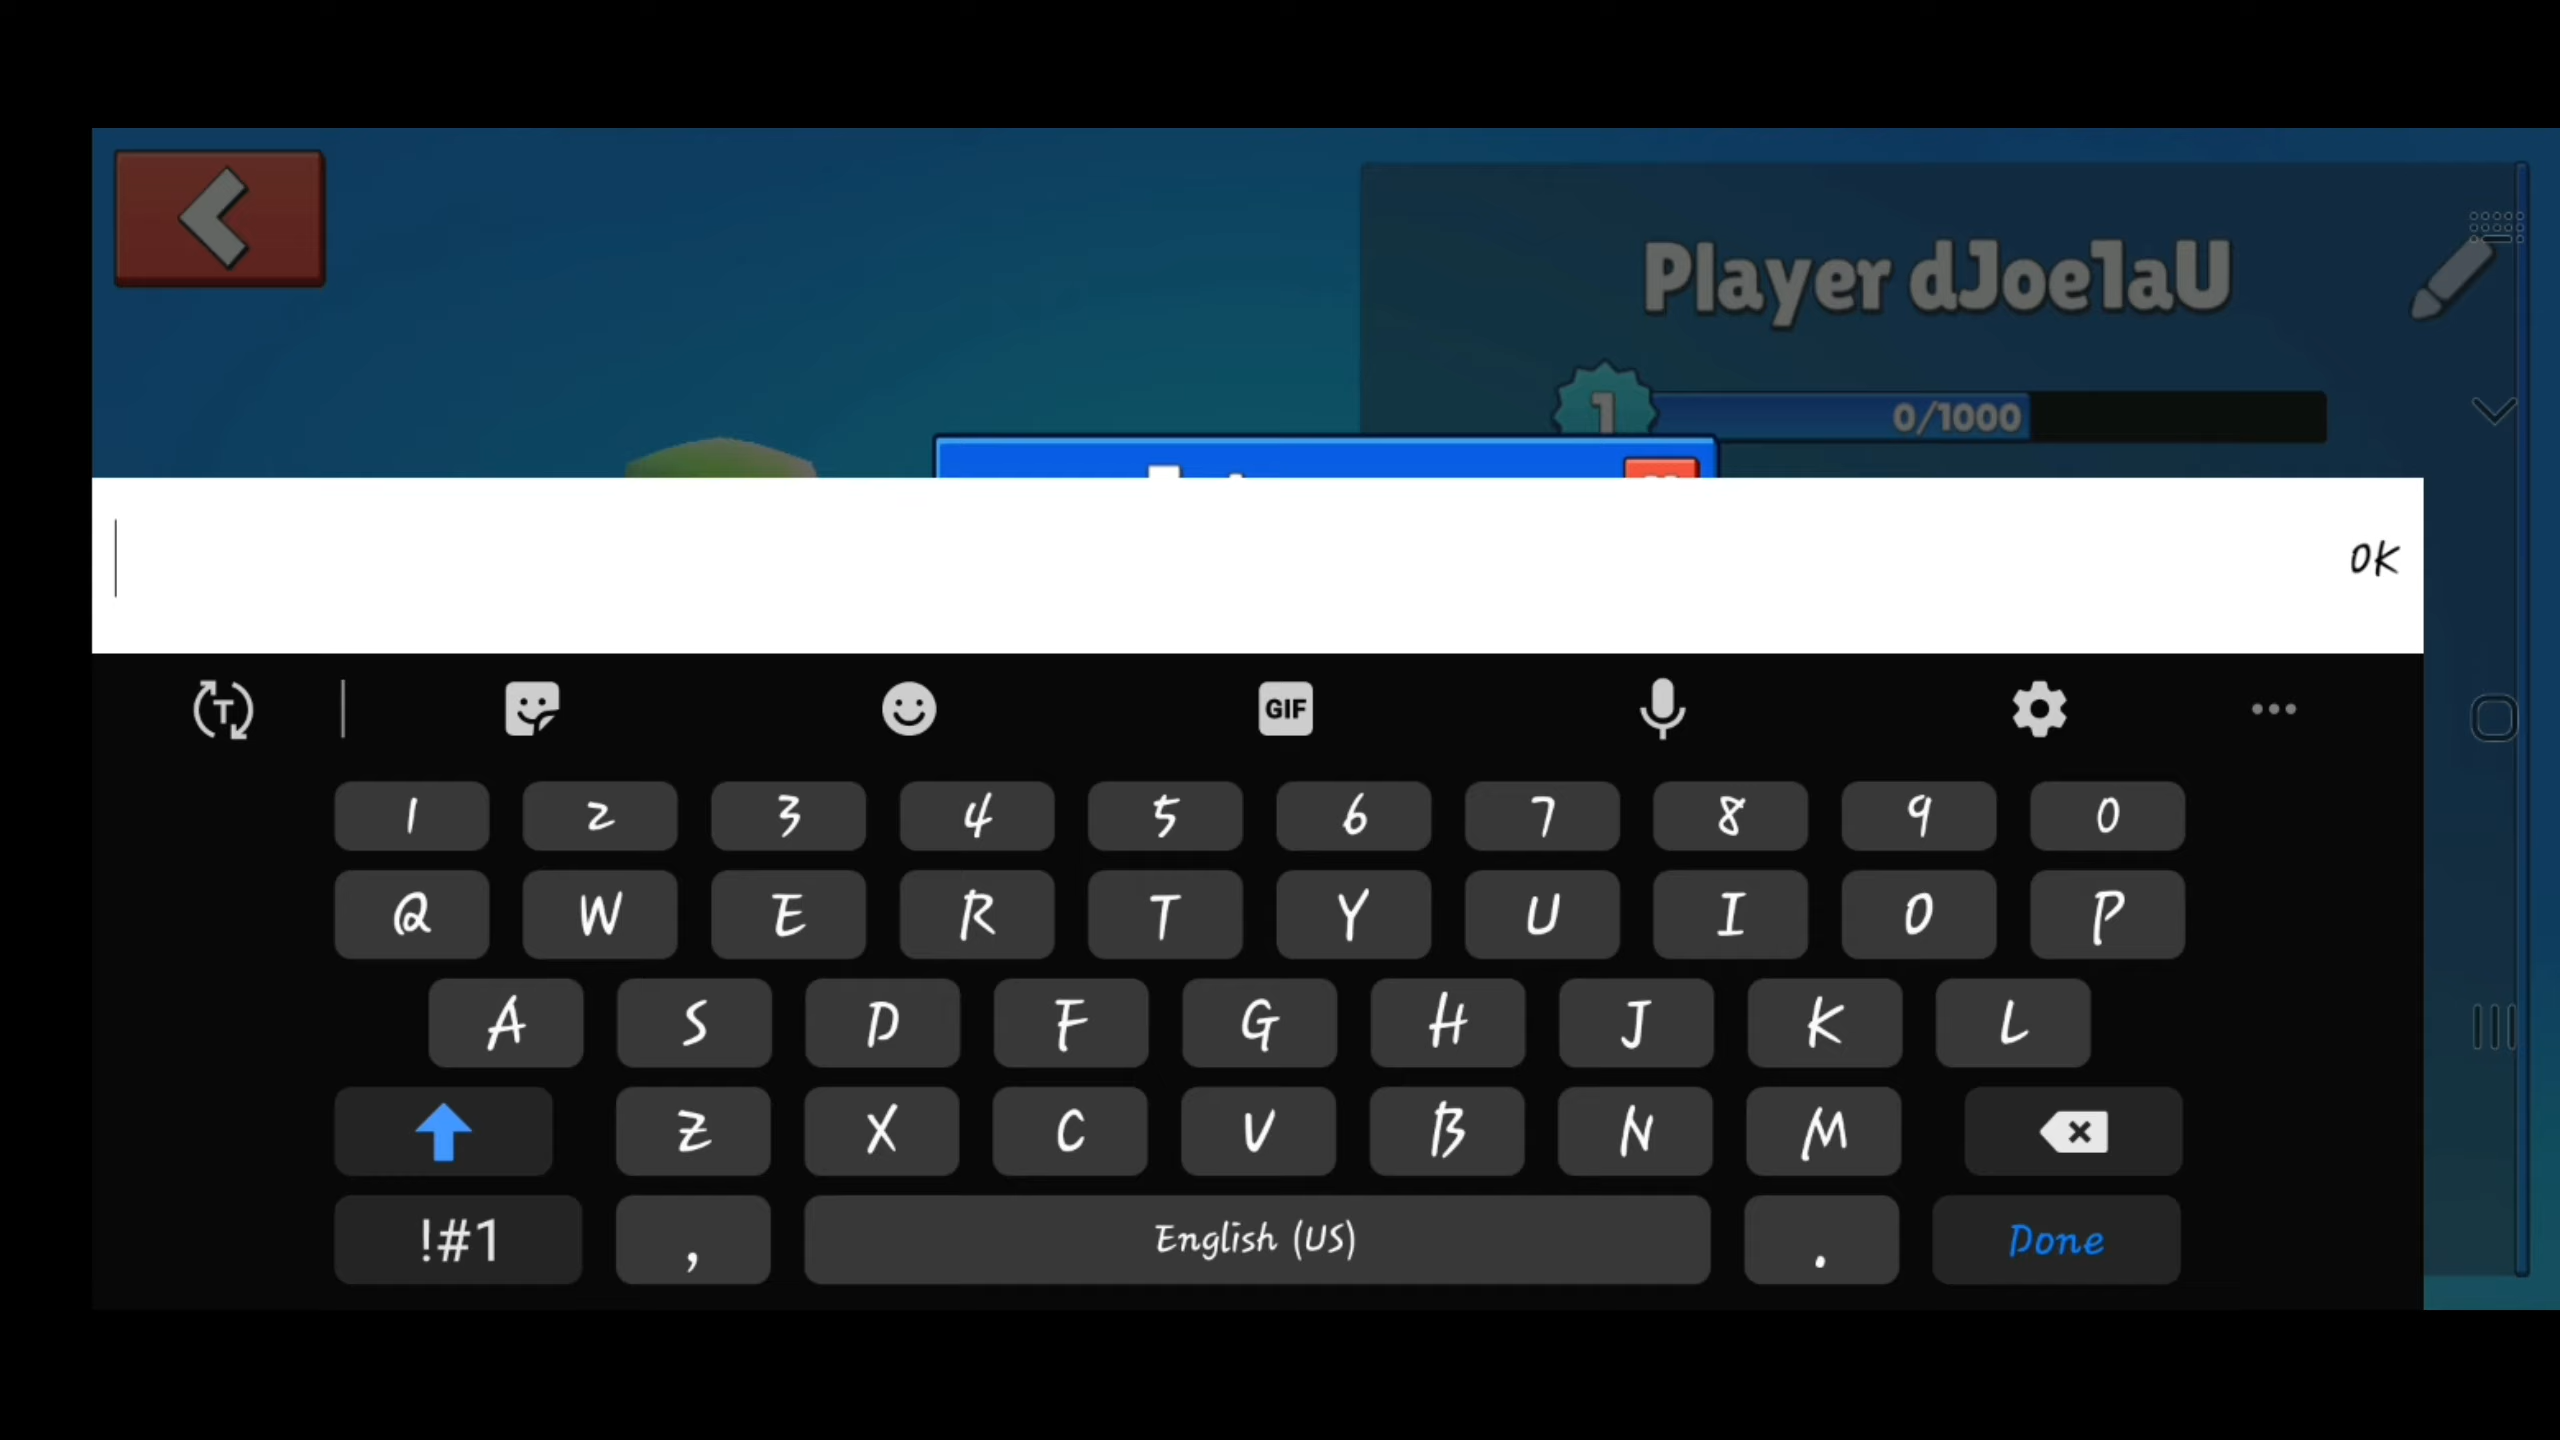 Player dJoe1aU
1
0/1000
OK
T
GIF
1 2 3 4 5 6 7 8 9 0
Q W E R T Y U I O P
A S D F G H J K L
Z X C V B N M
!#1 , English (US) . Done